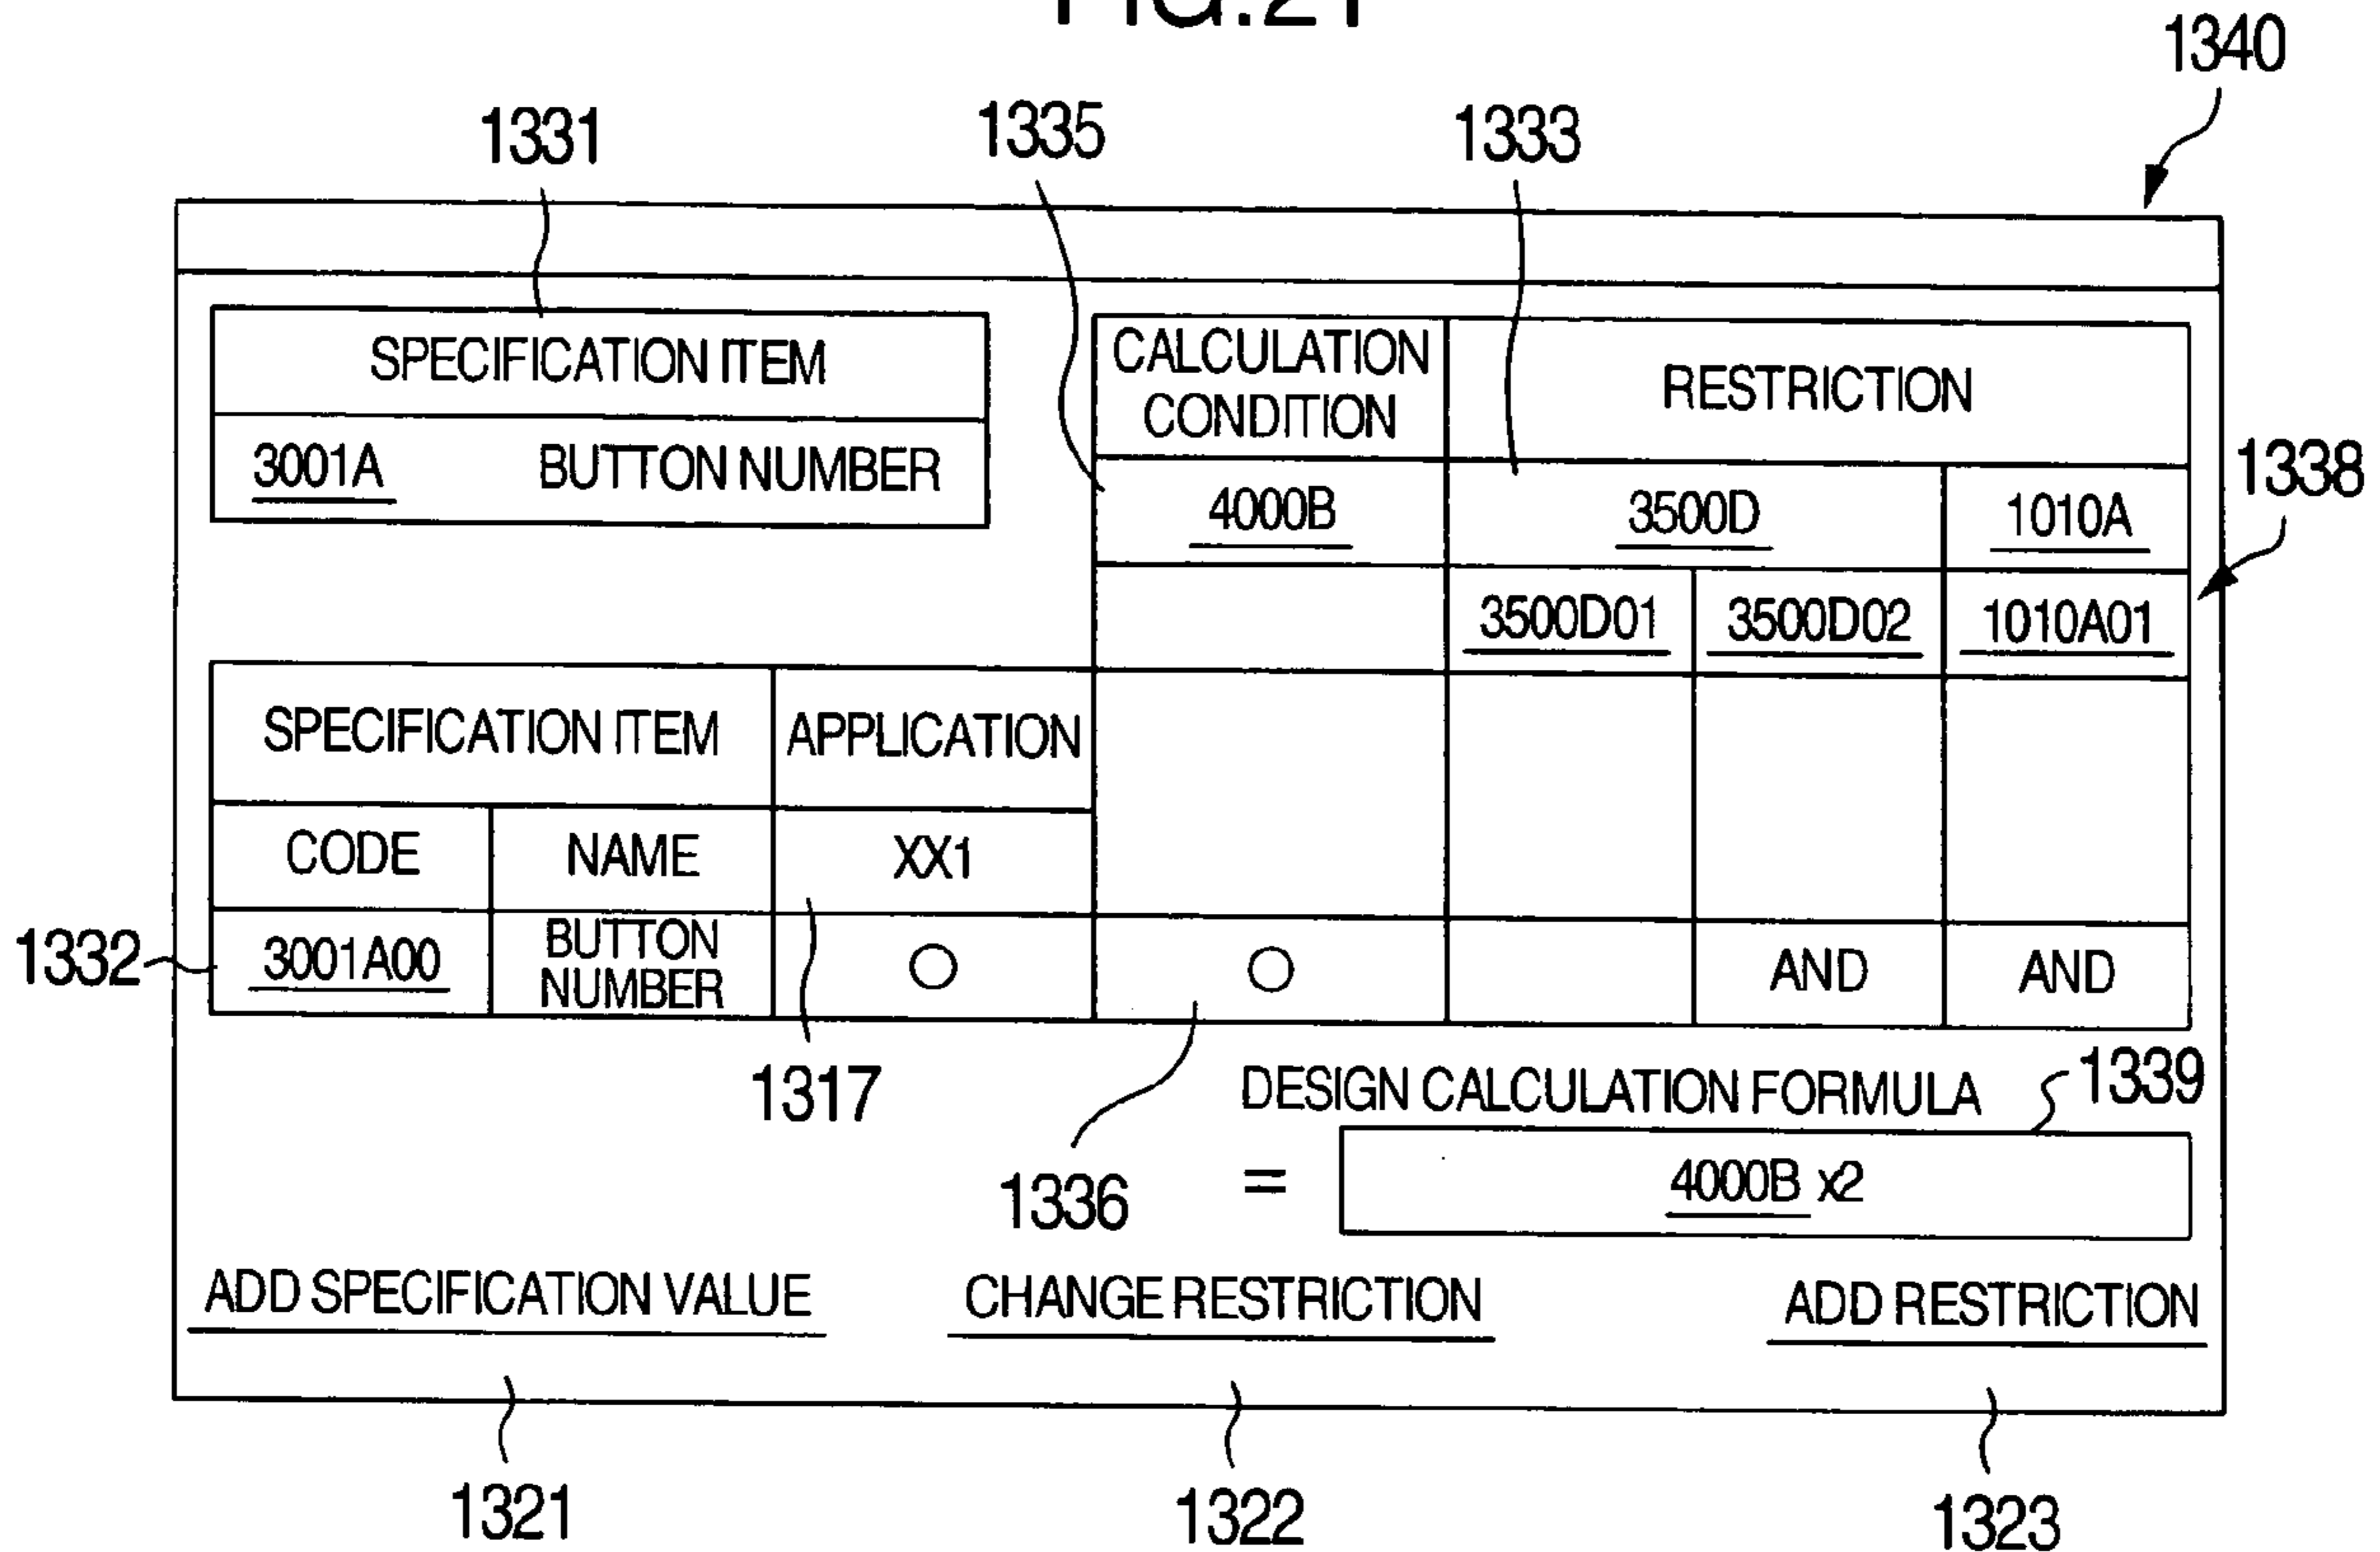 FIG.21
1340
1331
1335
1333
SPECIFICATION ITEM
3001A BUTTON NUMBER
CALCULATION
CONDITION
RESTRICTION
4000B
3500D
1010A
1338
3500D01
3500D02
1010A01
SPECIFICATION ITEM
APPLICATION
CODE
NAME
XX1
1332
3001A00
BUTTON
NUMBER
○
○
AND
AND
1317
1336
DESIGN CALCULATION FORMULA
1339
=
4000B x2
ADD SPECIFICATION VALUE
CHANGE RESTRICTION
ADD RESTRICTION
1321
1322
1323